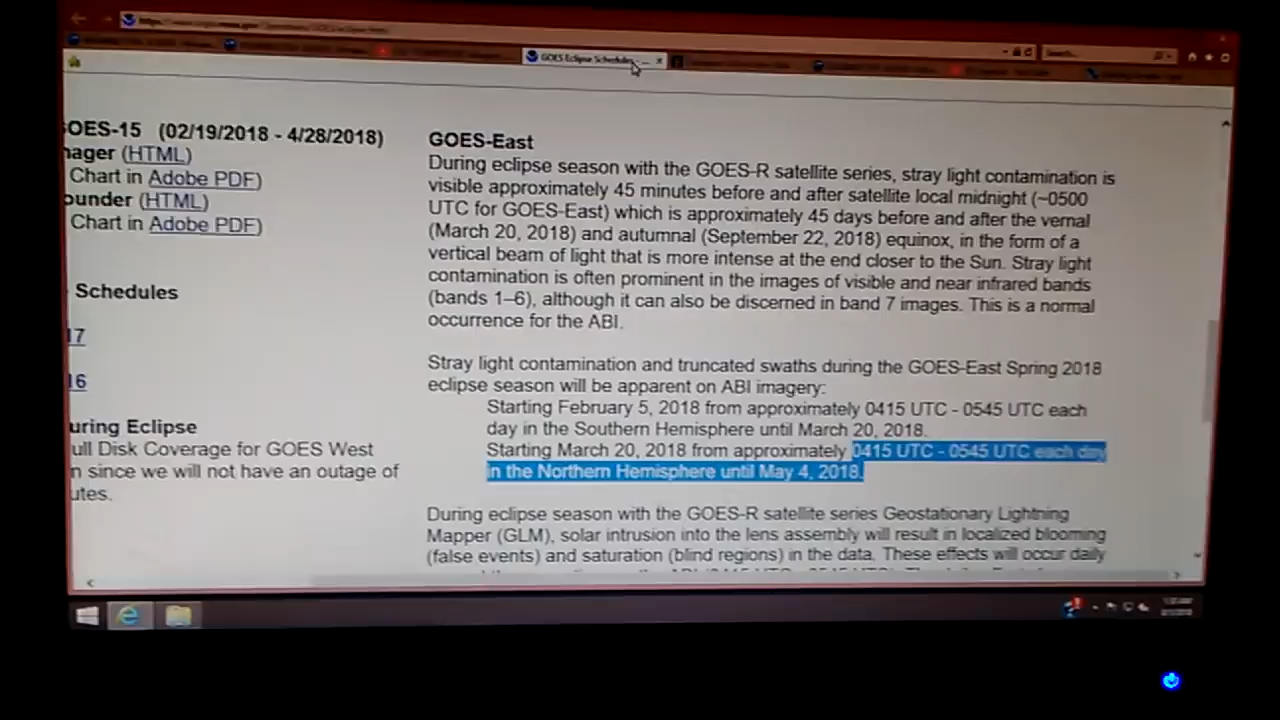 GOES Eclipse Schedules
OES-15 (02/19/2018 - 4/28/2018)
ager (HTML)
Chart in Adobe PDF)
ounder (HTML)
Chart in Adobe PDF)
Schedules
17
16
uring Eclipse
ull Disk Coverage for GOES West
n since we will not have an outage of
utes.
GOES-East
During eclipse season with the GOES-R satellite series, stray light contamination is
visible approximately 45 minutes before and after satellite local midnight (~0500
UTC for GOES-East) which is approximately 45 days before and after the vernal
(March 20, 2018) and autumnal (September 22, 2018) equinox, in the form of a
vertical beam of light that is more intense at the end closer to the Sun. Stray light
contamination is often prominent in the images of visible and near infrared bands
(bands 1–6), although it can also be discerned in band 7 images. This is a normal
occurrence for the ABI.
Stray light contamination and truncated swaths during the GOES-East Spring 2018
eclipse season will be apparent on ABI imagery:
Starting February 5, 2018 from approximately 0415 UTC - 0545 UTC each
day in the Southern Hemisphere until March 20, 2018.
Starting March 20, 2018 from approximately 0415 UTC - 0545 UTC each day
in the Northern Hemisphere until May 4, 2018.
During eclipse season with the GOES-R satellite series Geostationary Lightning
Mapper (GLM), solar intrusion into the lens assembly will result in localized blooming
(false events) and saturation (blind regions) in the data. These effects will occur daily